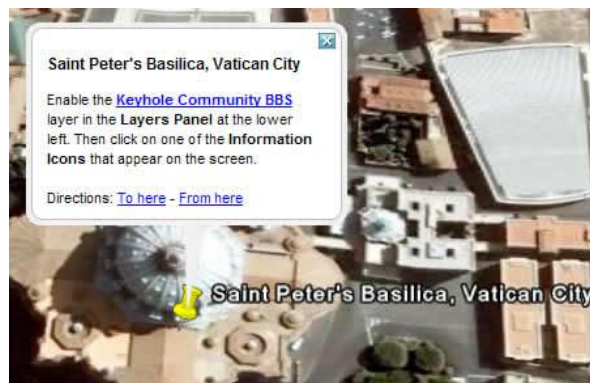 Saint Peter's Basilica, Vatican City
Enable the Keyhole Community BBS
layer in the Layers Panel at the lower
left. Then click on one of the Information
Icons that appear on the screen.
Directions: To here - From here
Saint Peter's Basilica, Vatican City